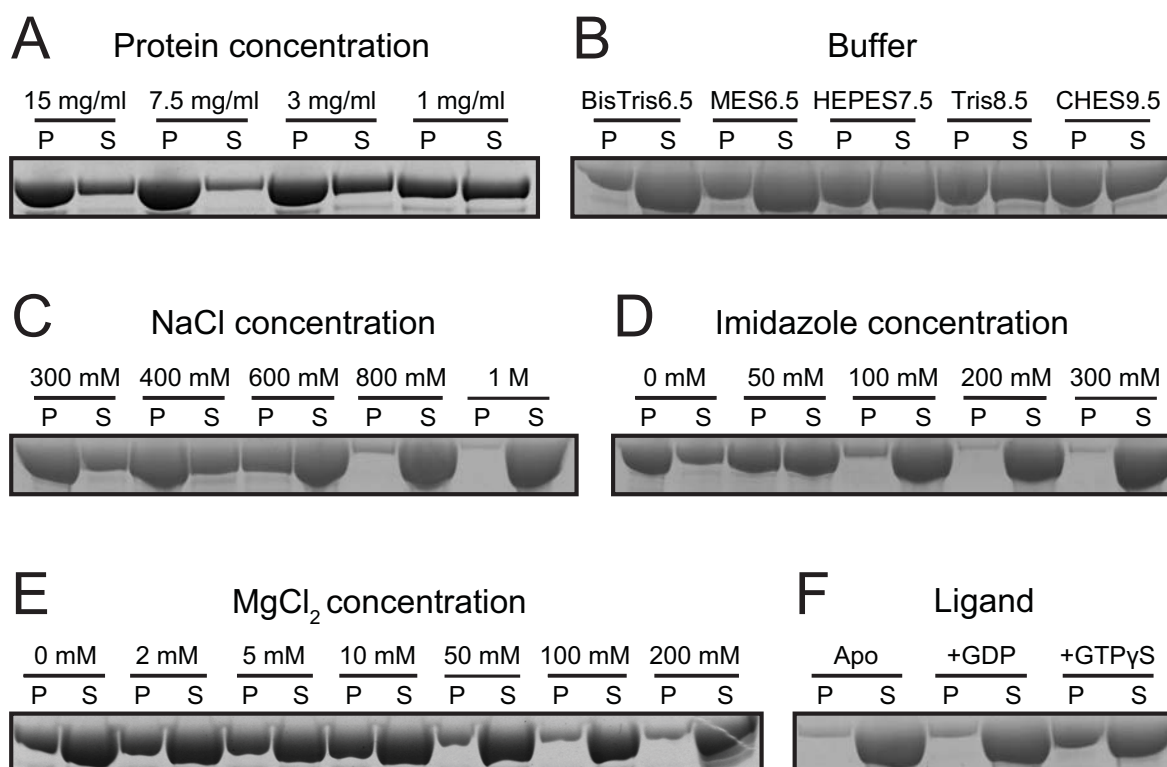 A Protein concentration
15 mg/ml 7.5 mg/ml 3 mg/ml 1 mg/ml
P S P S P S P S
B Buffer
BisTris6.5 MES6.5 HEPES7.5 Tris8.5 CHES9.5
P S P S P S P S P S
C NaCl concentration
300 mM 400 mM 600 mM 800 mM 1 M
P S P S P S P S P S
D Imidazole concentration
0 mM 50 mM 100 mM 200 mM 300 mM
P S P S P S P S P S
E MgCl₂ concentration
0 mM 2 mM 5 mM 10 mM 50 mM 100 mM 200 mM
P S P S P S P S P S P S P S
F Ligand
Apo +GDP +GTPγS
P S P S P S